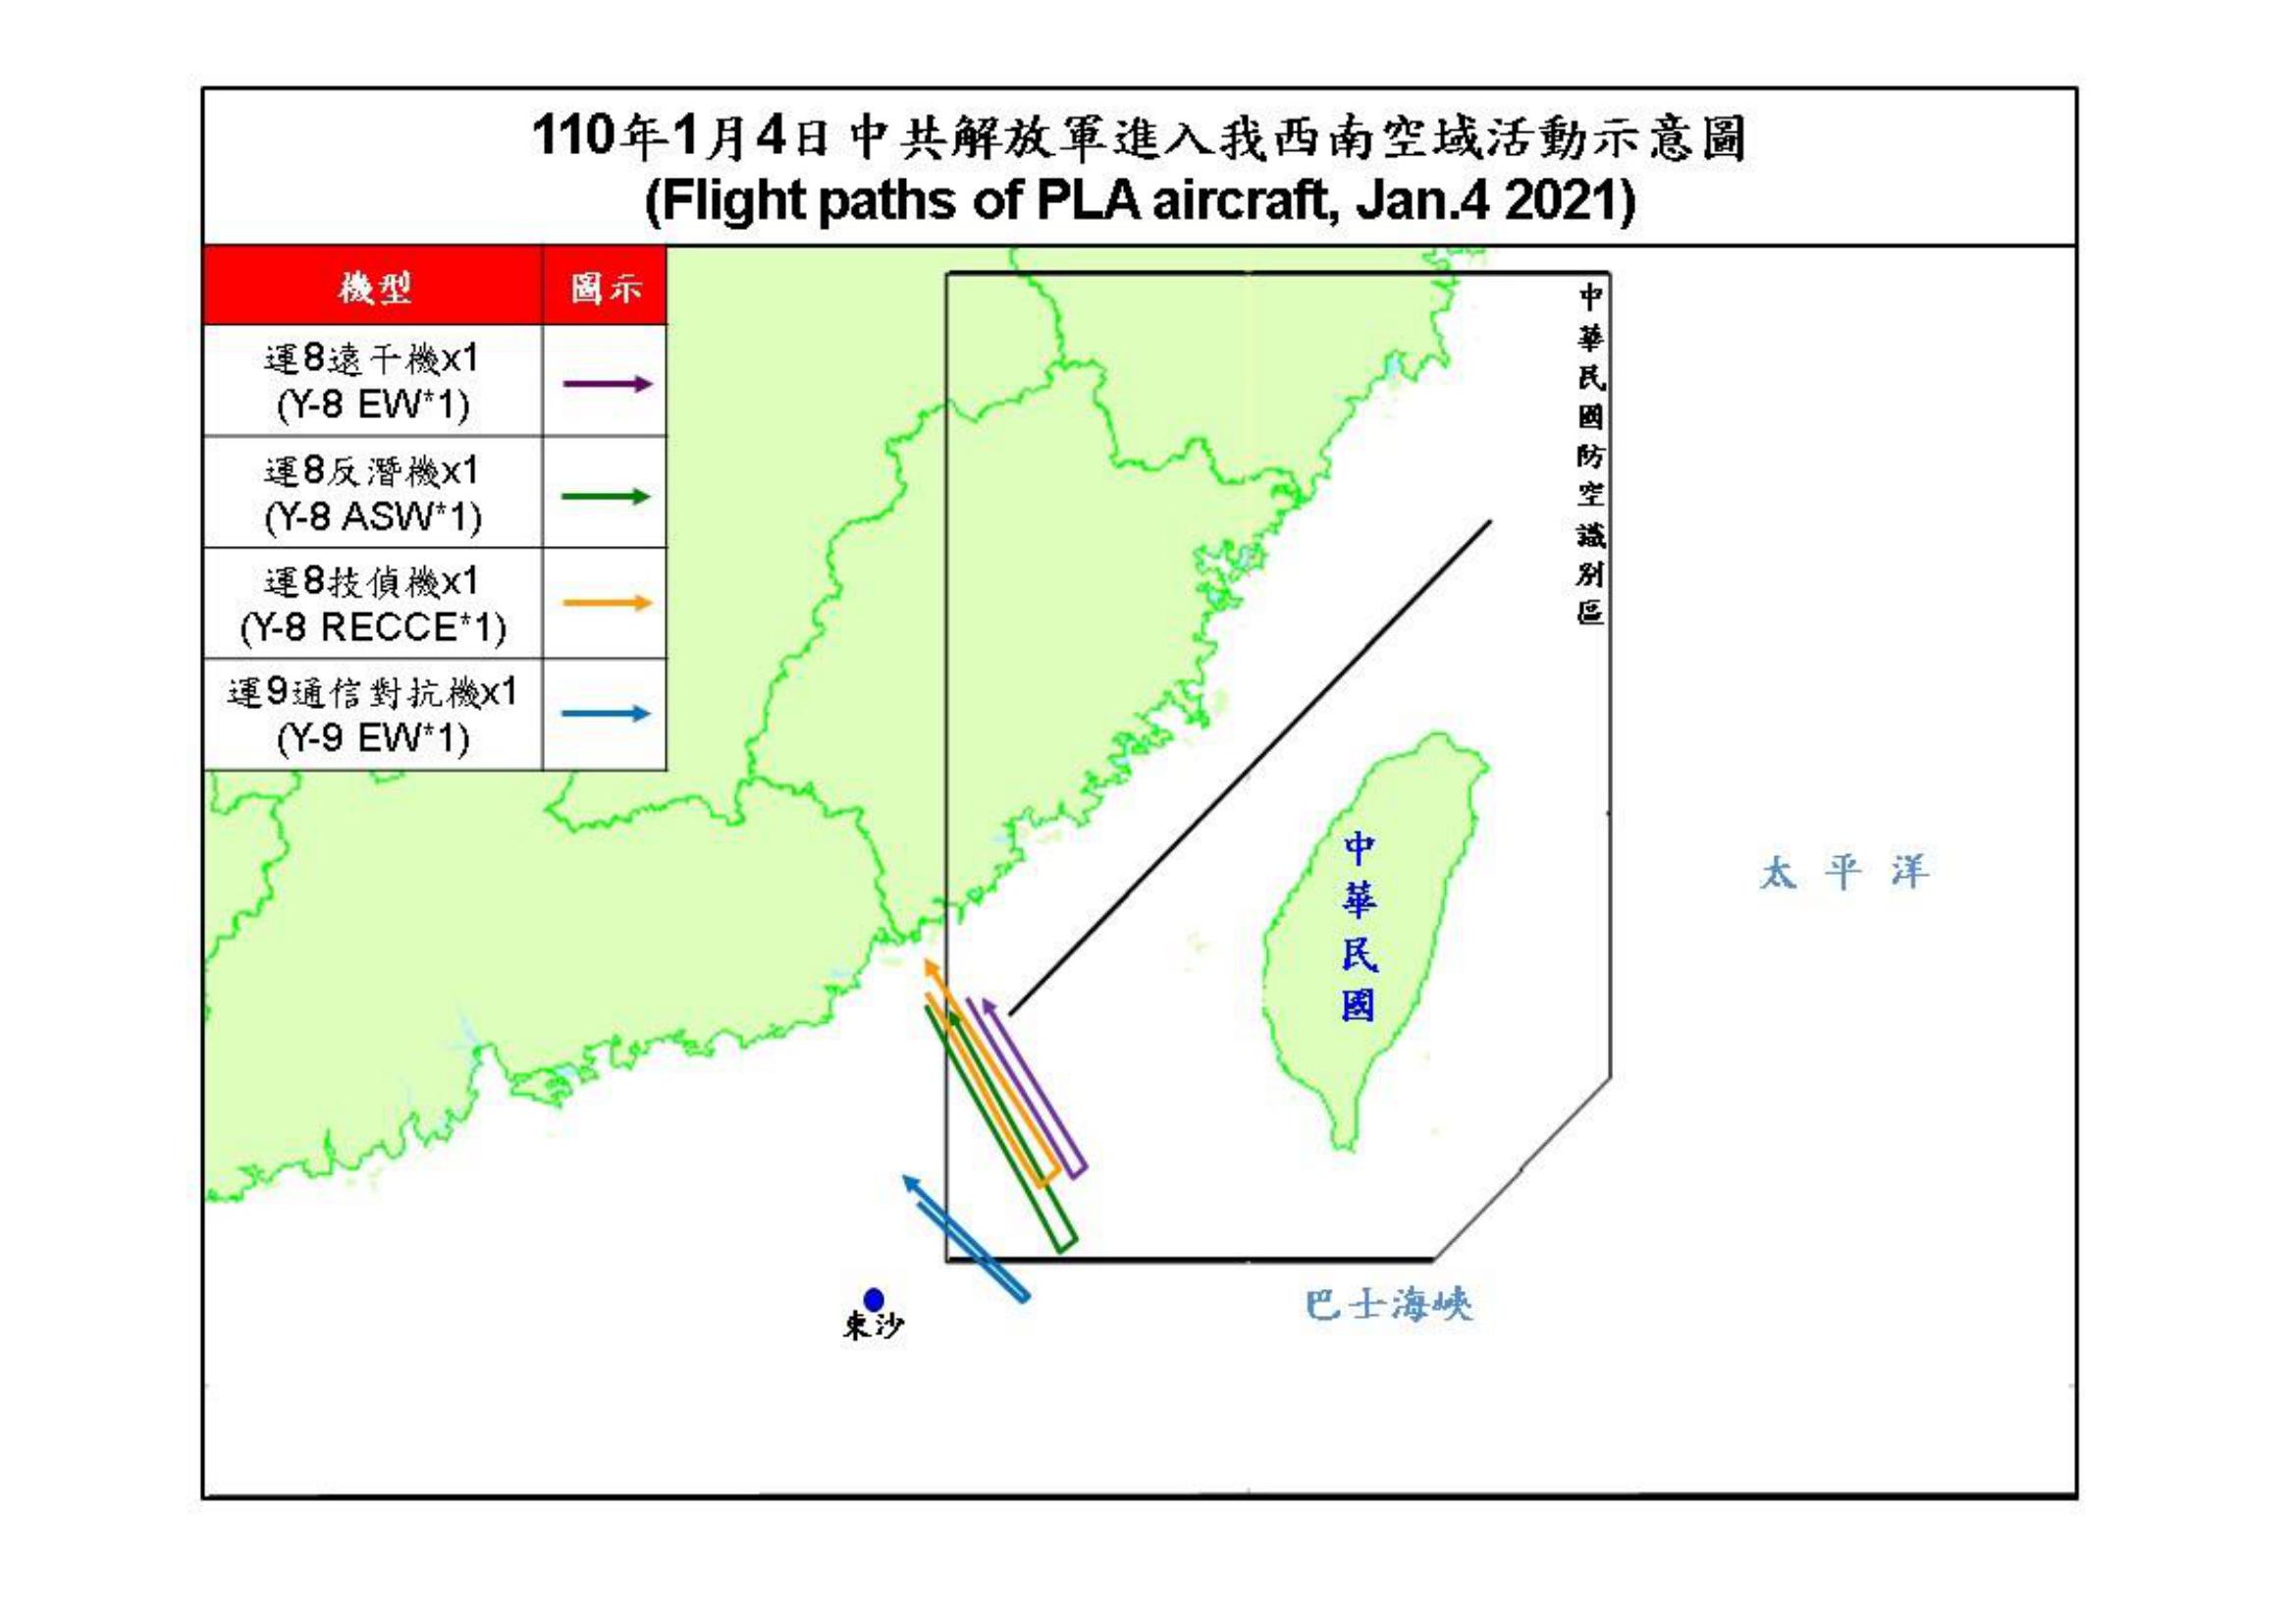 110年1月4日中共解放軍進入我西南空域活動示意圖
(Flight paths of PLA aircraft, Jan.4 2021)
機型 圖示
運8遠干機x1
(Y-8 EW*1)
運8反潛機x1
(Y-8 ASW*1)
運8技偵機x1
(Y-8 RECCE*1)
運9通信對抗機x1
(Y-9 EW*1)
中華民國防空識別區
中華民國
太平洋
巴士海峽
東沙